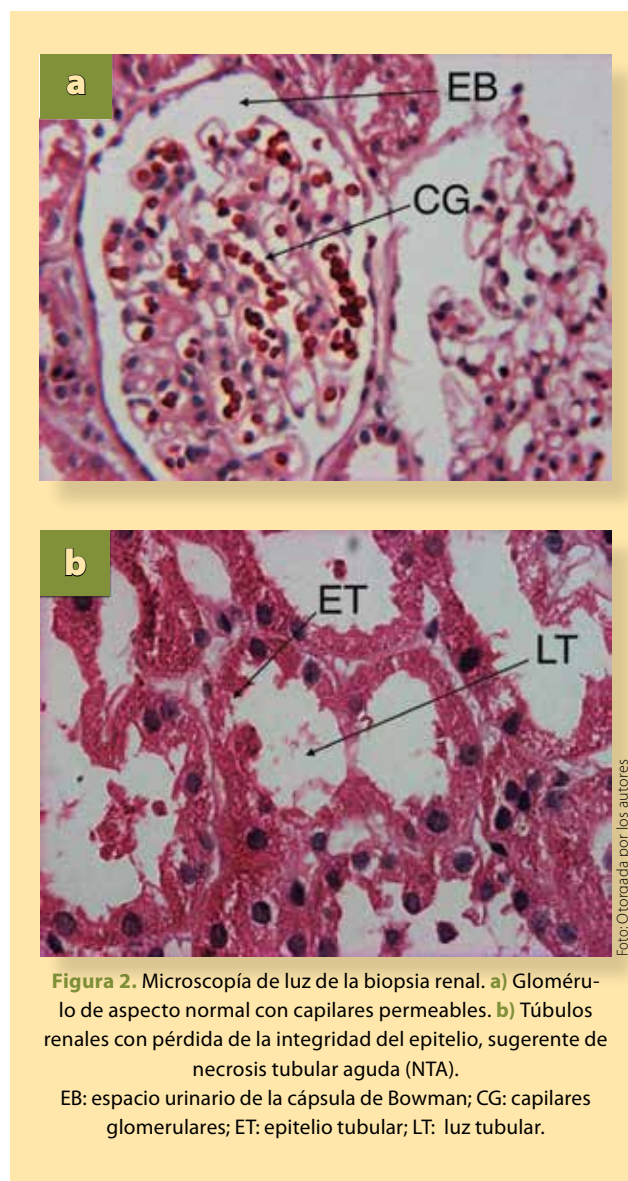 a
EB
CG
b
ET
LT
Foto: Otorgada por los autores
Figura 2. Microscopía de luz de la biopsia renal. a) Gloméru-
lo de aspecto normal con capilares permeables. b) Túbulos
renales con pérdida de la integridad del epitelio, sugerente de
necrosis tubular aguda (NTA).
EB: espacio urinario de la cápsula de Bowman; CG: capilares
glomerulares; ET: epitelio tubular; LT: luz tubular.